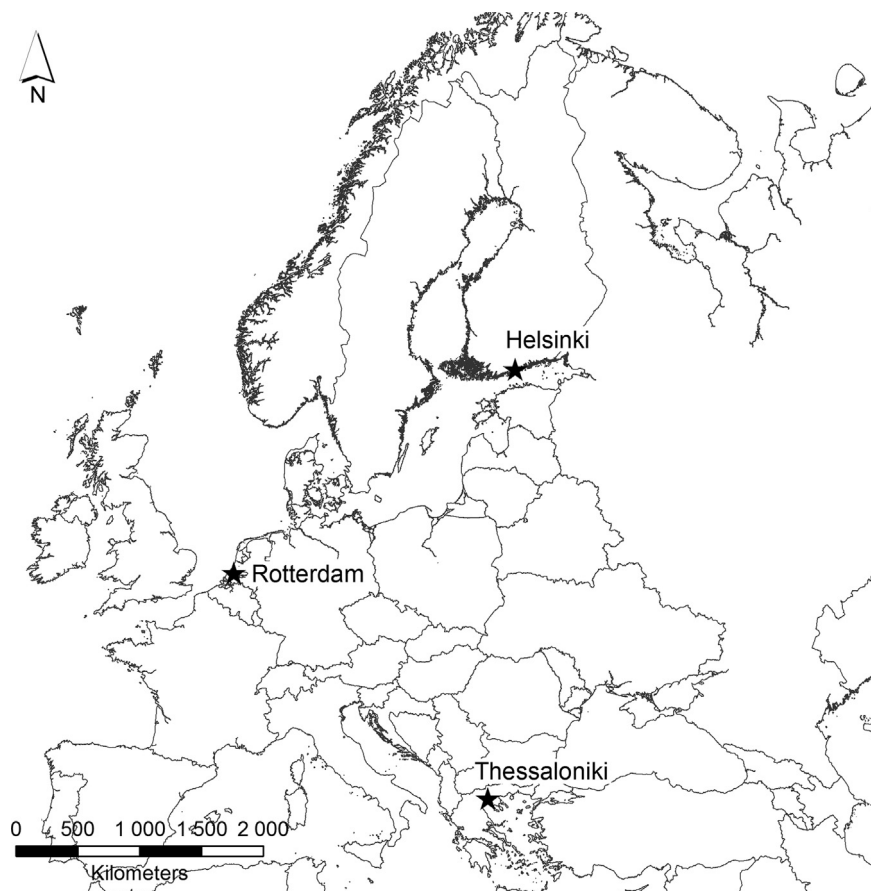 N
Helsinki
Rotterdam
Thessaloniki
0 500 1 000 1 500 2 000
Kilometers